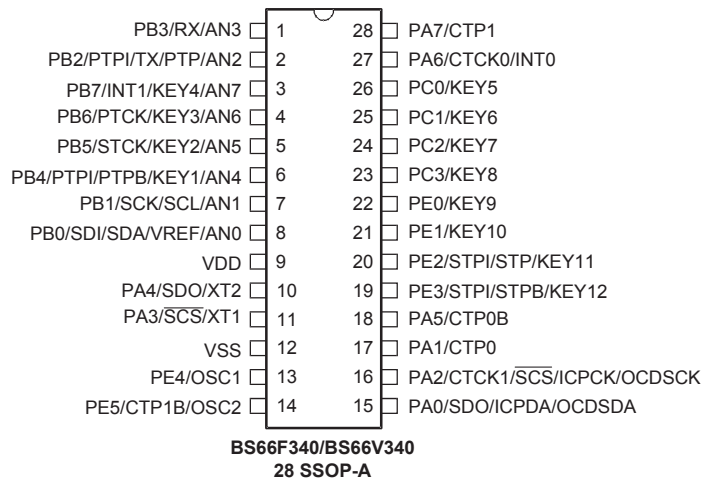 PB3/RX/AN3 1 28 PA7/CTP1
PB2/PTPI/TX/PTP/AN2 2 27 PA6/CTCK0/INT0
PB7/INT1/KEY4/AN7 3 26 PC0/KEY5
PB6/PTCK/KEY3/AN6 4 25 PC1/KEY6
PB5/STCK/KEY2/AN5 5 24 PC2/KEY7
PB4/PTPI/PTPB/KEY1/AN4 6 23 PC3/KEY8
PB1/SCK/SCL/AN1 7 22 PE0/KEY9
PB0/SDI/SDA/VREF/AN0 8 21 PE1/KEY10
VDD 9 20 PE2/STPI/STP/KEY11
PA4/SDO/XT2 10 19 PE3/STPI/STPB/KEY12
PA3/S̅C̅S̅/XT1 11 18 PA5/CTP0B
VSS 12 17 PA1/CTP0
PE4/OSC1 13 16 PA2/CTCK1/S̅C̅S̅/ICPCK/OCDSCK
PE5/CTP1B/OSC2 14 15 PA0/SDO/ICPDA/OCDSDA
BS66F340/BS66V340
28 SSOP-A